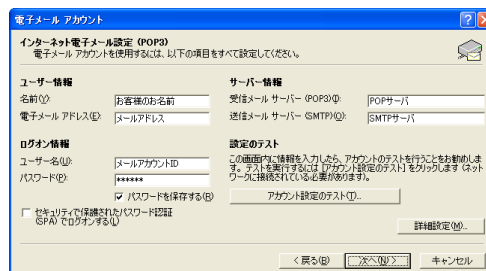 電子メール アカウント
インターネット電子メール設定 (POP3)
電子メール アカウントを使用するには、以下の項目をすべて設定してください。
ユーザー情報
名前(Y):
お客様のお名前
電子メール アドレス(E):
メールアドレス
サーバー情報
受信メール サーバー (POP3)(I):
POPサーバ
送信メール サーバー (SMTP)(O):
SMTPサーバ
ログオン情報
ユーザー名(U):
メールアカウントID
パスワード(P):
******
パスワードを保存する(R)
セキュリティで保護されたパスワード認証
(SPA) でログオンする(L)
設定のテスト
この画面内に情報を入力したら、アカウントのテストを行うことをお勧めしま
す。テストを実行するには [アカウント設定のテスト] をクリックします (ネット
ワークに接続されている必要があります)。
アカウント設定のテスト(T)...
詳細設定(M)...
< 戻る(B)
次へ(N) >
キャンセル